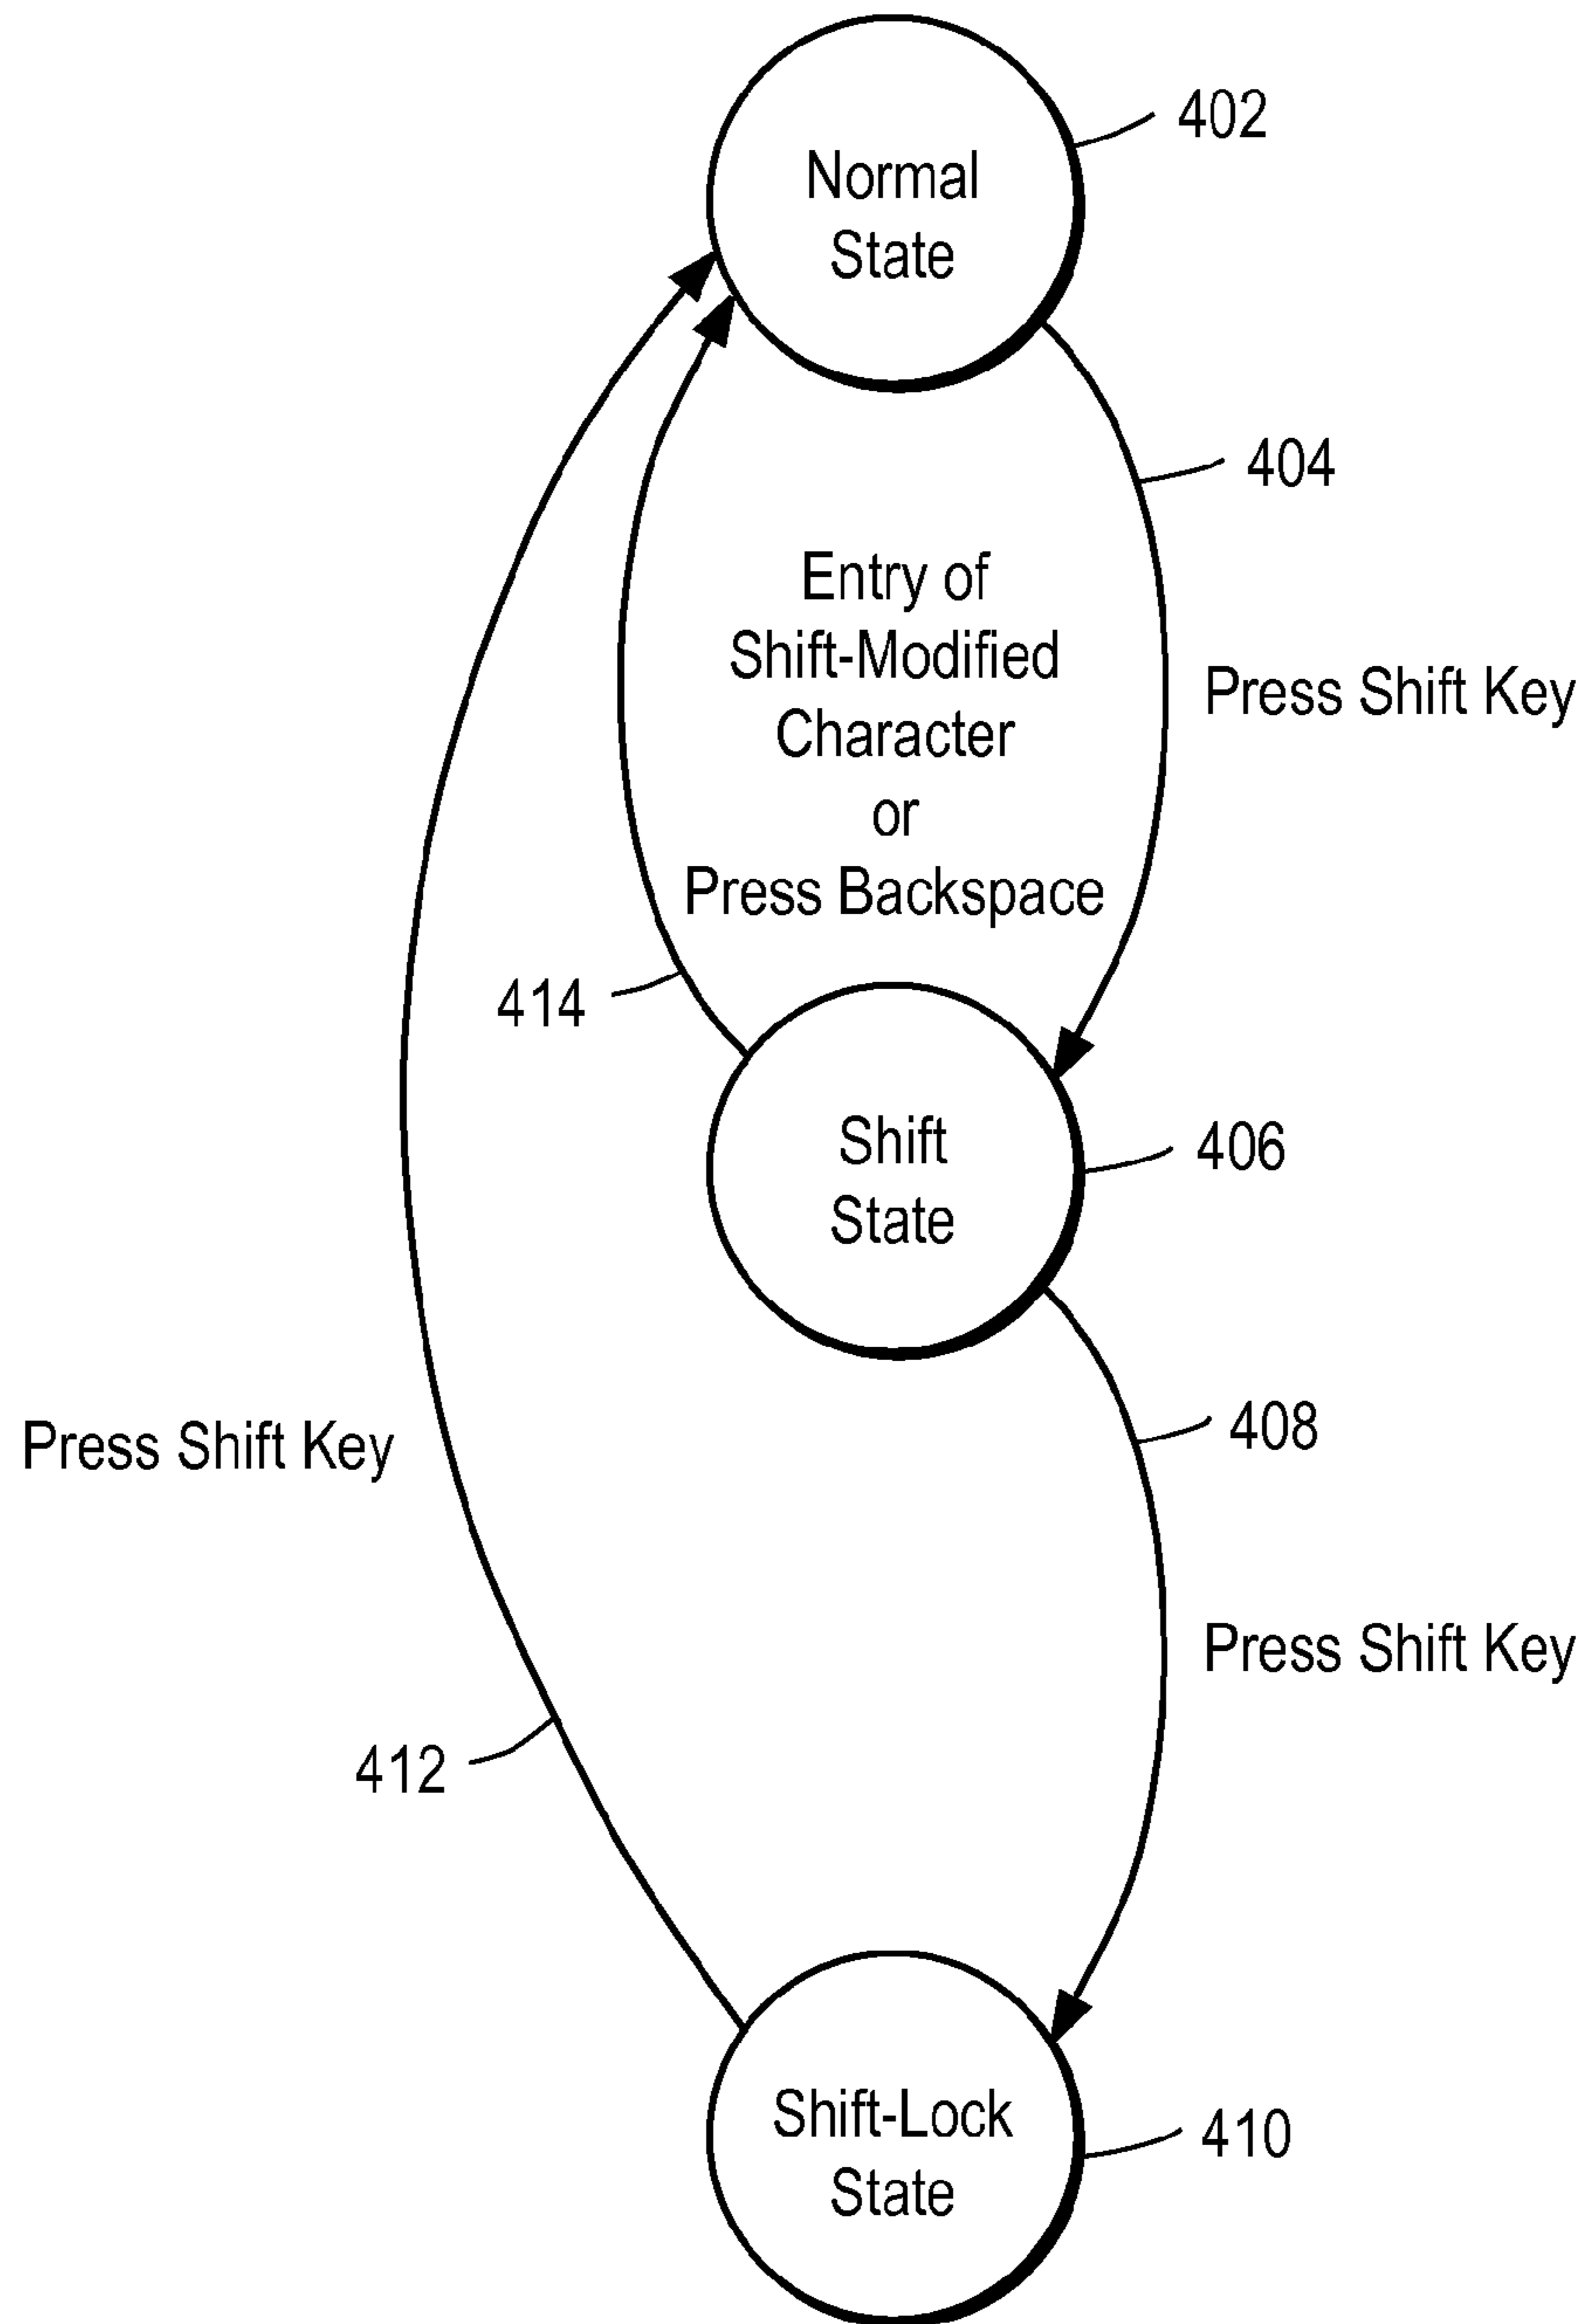 402
Normal
State
404
Entry of
Shift-Modified
Character
or
Press Backspace
Press Shift Key
414
Shift
State
406
408
Press Shift Key
Press Shift Key
412
Shift-Lock
State
410